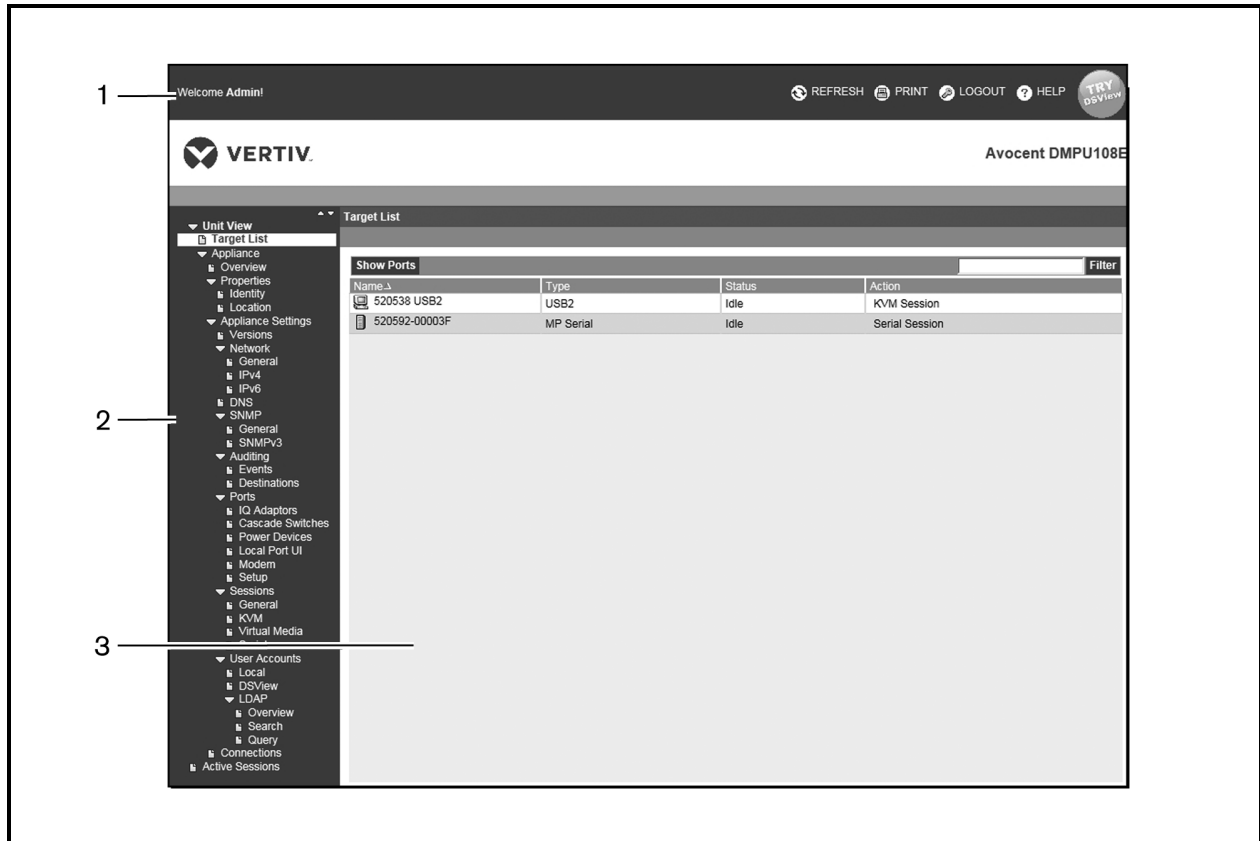 1
Welcome Admin!
REFRESH PRINT LOGOUT HELP
TRY
DSView
VERTIV.
Avocent DMPU108E
Unit View
Target List
Appliance
Overview
Properties
Identity
Location
Appliance Settings
Versions
Network
General
IPv4
IPv6
DNS
SNMP
General
SNMPv3
Auditing
Events
Destinations
Ports
IQ Adaptors
Cascade Switches
Power Devices
Local Port UI
Modem
Setup
Sessions
General
KVM
Virtual Media
User Accounts
Local
DSView
LDAP
Overview
Search
Query
Connections
Active Sessions
2
Target List
Show Ports Filter
Name Type Status Action
520538 USB2 USB2 Idle KVM Session
520592-00003F MP Serial Idle Serial Session
3